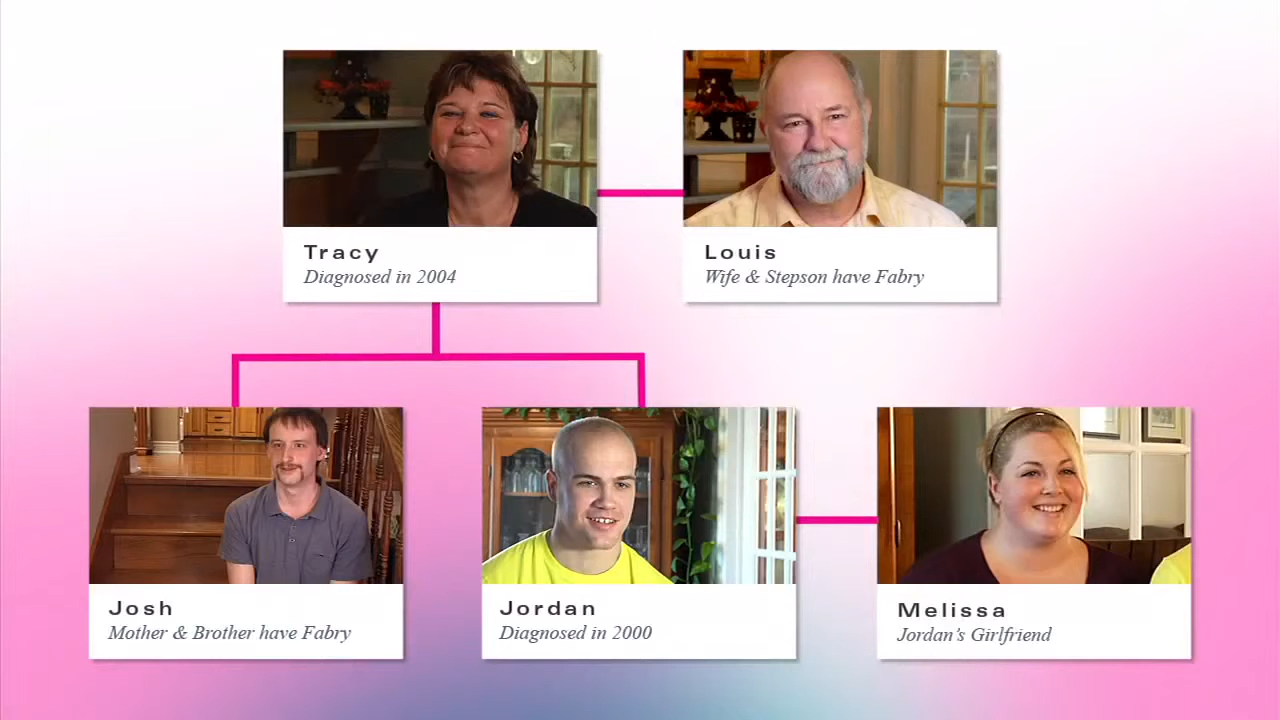 Tracy
Diagnosed in 2004
Louis
Wife & Stepson have Fabry
Josh
Mother & Brother have Fabry
Jordan
Diagnosed in 2000
Melissa
Jordan’s Girlfriend